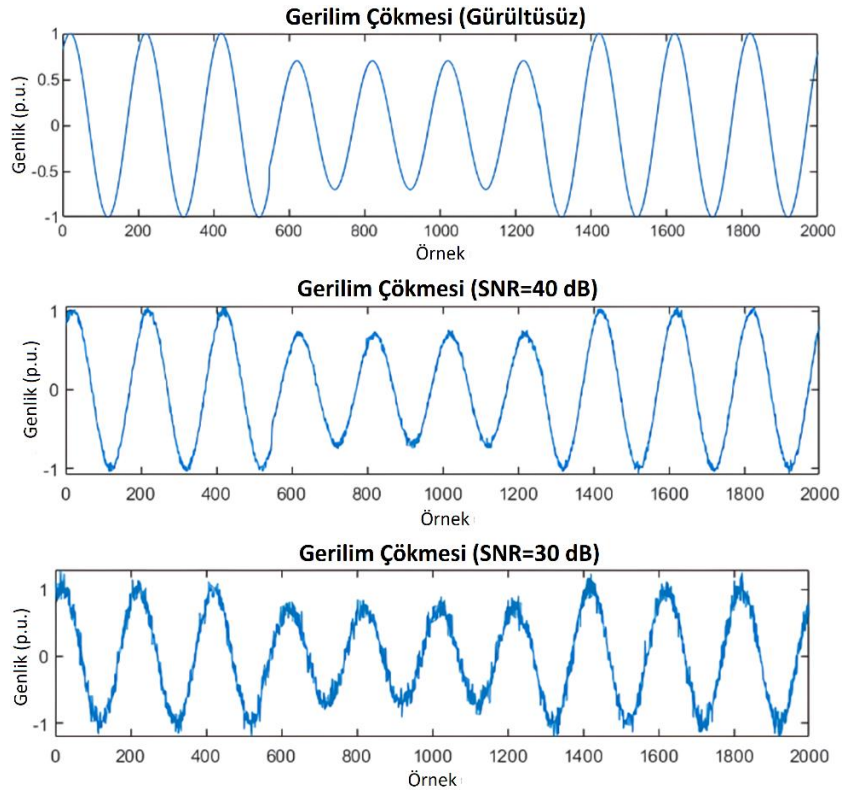 Gerilim Çökmesi (Gürültüsüz)
Genlik (p.u.)
1
0.5
0
-0.5
-1
0 200 400 600 800 1000 1200 1400 1600 1800 2000
Örnek
Gerilim Çökmesi (SNR=40 dB)
Genlik (p.u.)
1
0
-1
0 200 400 600 800 1000 1200 1400 1600 1800 2000
Örnek
Gerilim Çökmesi (SNR=30 dB)
Genlik (p.u.)
1
0
-1
0 200 400 600 800 1000 1200 1400 1600 1800 2000
Örnek